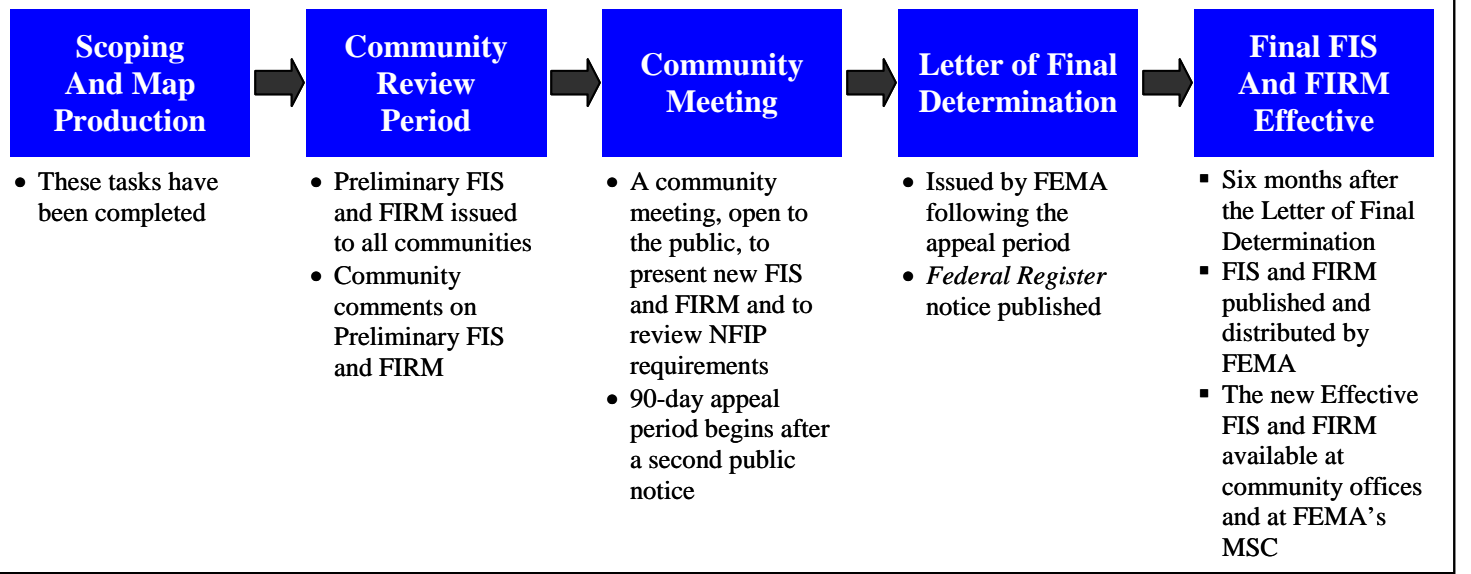 Scoping
And Map
Production
• These tasks have
been completed
Community
Review
Period
• Preliminary FIS
and FIRM issued
to all communities
• Community
comments on
Preliminary FIS
and FIRM
Community
Meeting
• A community
meeting, open to
the public, to
present new FIS
and FIRM and to
review NFIP
requirements
• 90-day appeal
period begins after
a second public
notice
Letter of Final
Determination
• Issued by FEMA
following the
appeal period
• Federal Register
notice published
Final FIS
And FIRM
Effective
▪ Six months after
the Letter of Final
Determination
▪ FIS and FIRM
published and
distributed by
FEMA
▪ The new Effective
FIS and FIRM
available at
community offices
and at FEMA’s
MSC